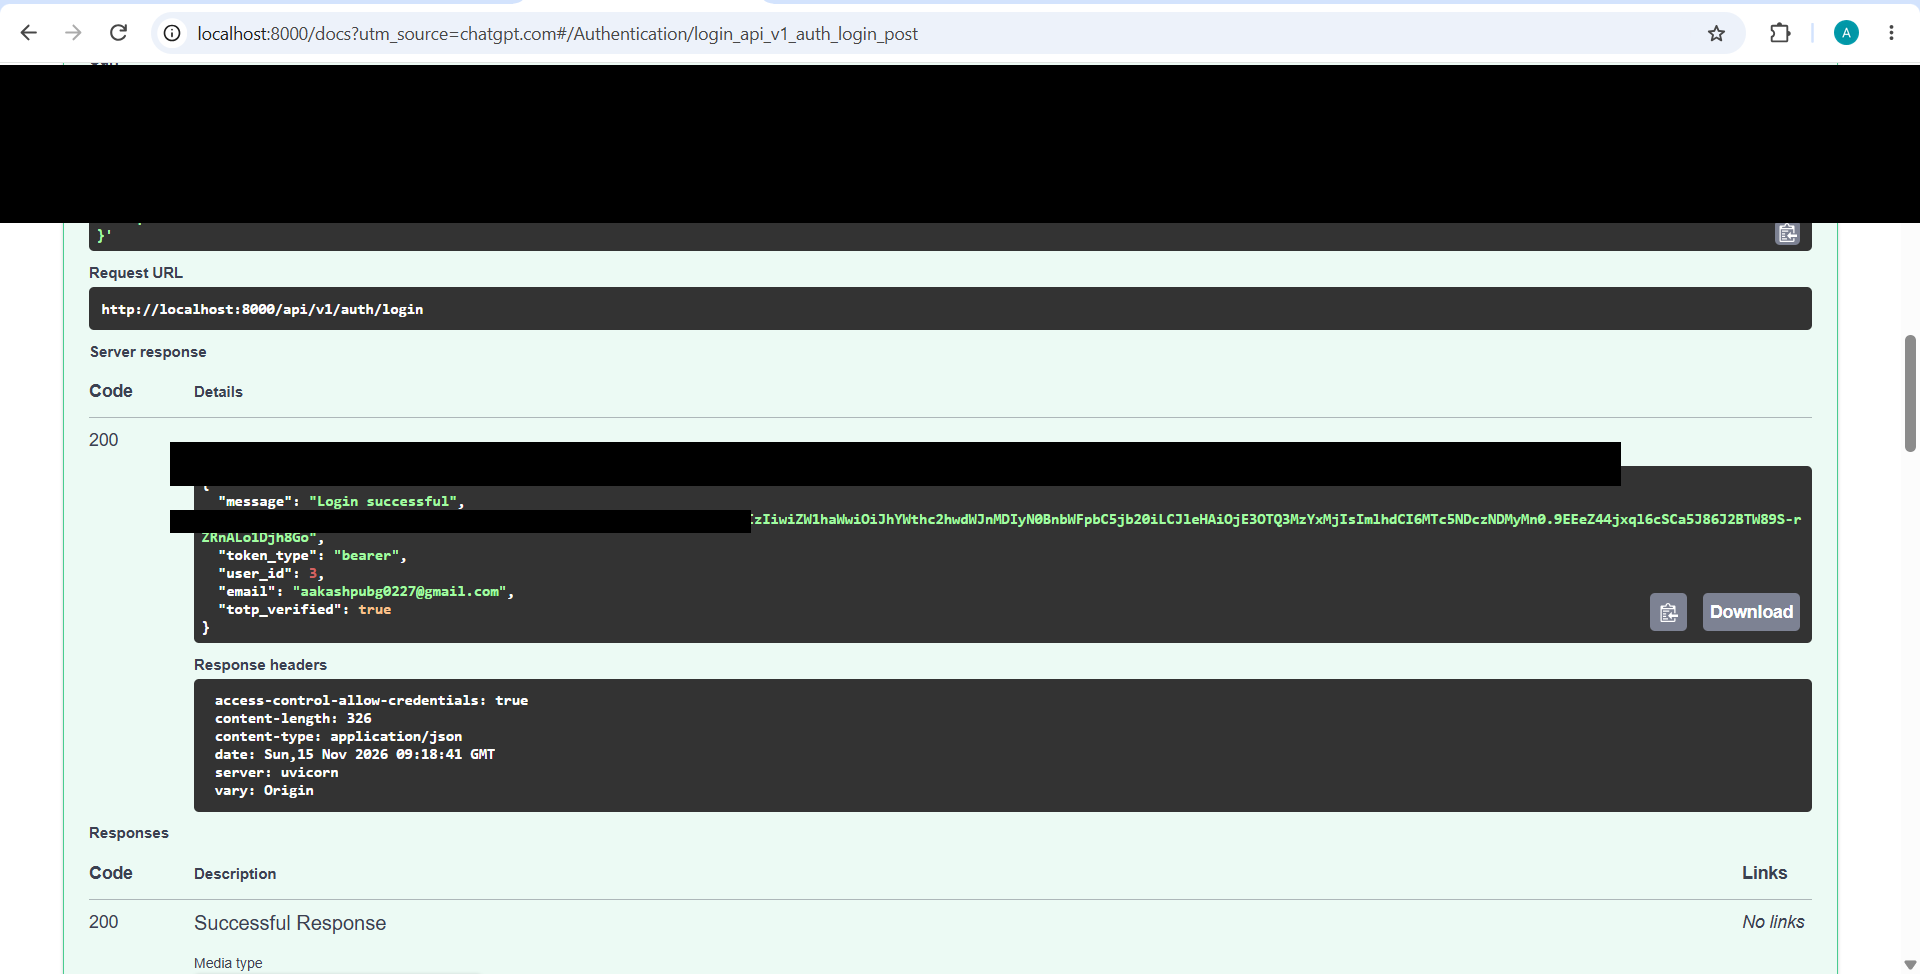 localhost:8000/docs?utm_source=chatgpt.com#/Authentication/login_api_v1_auth_login_post
A
}'
Request URL
http://localhost:8000/api/v1/auth/login
Server response
Code Details
200
{
"message": "Login successful",
zIiwiZW1haWwiOiJhYWthc2hwdWJnMDIyN0BnbWFpbC5jb20iLCJleHAiOjE3OTQ3MzYxMjIsImlhdCI6MTc5NDczNDMyMn0.9EEeZ44jxql6cSCa5J86J2BTW89S-r
ZRnALo1Djh8Go",
"token_type": "bearer",
"user_id": 3,
"email": "aakashpubg0227@gmail.com",
"totp_verified": true
}
Download
Response headers
access-control-allow-credentials: true
content-length: 326
content-type: application/json
date: Sun,15 Nov 2026 09:18:41 GMT
server: uvicorn
vary: Origin
Responses
Code Description Links
200 Successful Response No links
Media type